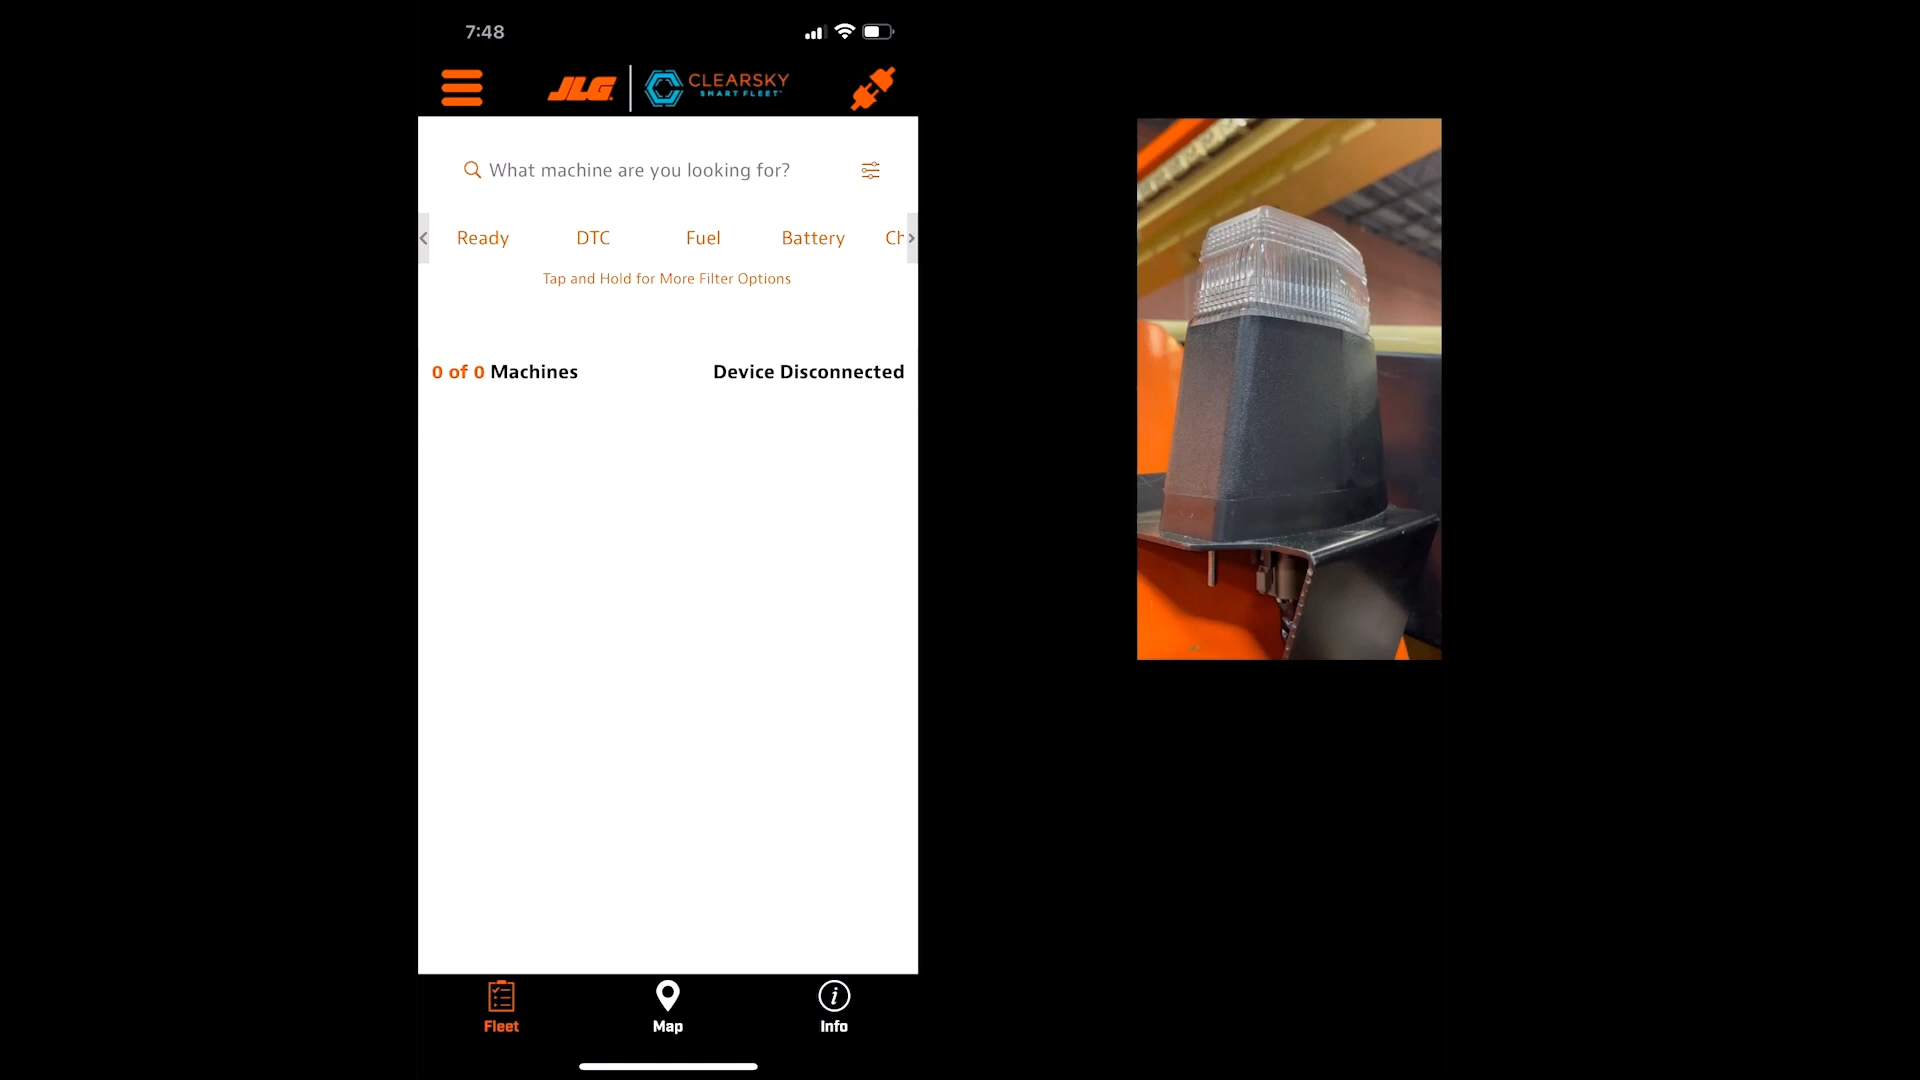 7:48
JLG
CLEARSKY
SMART FLEET
What machine are you looking for?
Ready DTC Fuel Battery Ch
Tap and Hold for More Filter Options
0 of 0 Machines Device Disconnected
Fleet Map Info